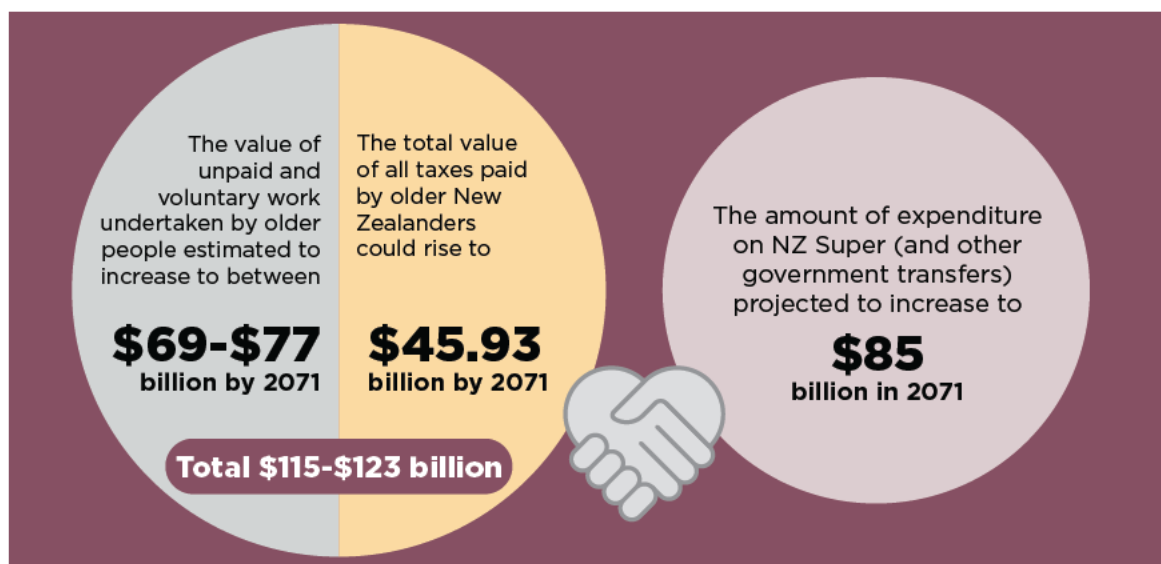 The value of
unpaid and
voluntary work
undertaken by older
people estimated to
increase to between
$69-$77
billion by 2071
The total value
of all taxes paid
by older New
Zealanders
could rise to
$45.93
billion by 2071
Total $115-$123 billion
The amount of expenditure
on NZ Super (and other
government transfers)
projected to increase to
$85
billion in 2071